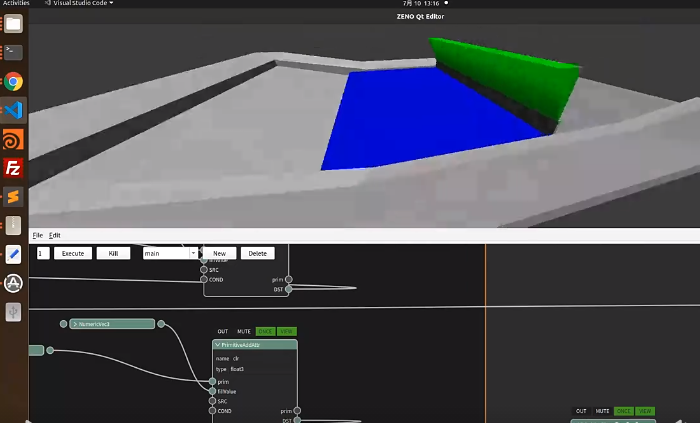 Activities
Visual Studio Code
7月 10 13:16
ZENO Qt Editor
File Edit
1 Execute Kill main New Delete
SRC
COND prim
DST
NumericVec3
OUT MUTE ONCE VIEW
PrimitiveAddAttr
name clr
type float3
prim
fillValue
SRC
COND prim
DST
OUT MUTE ONCE VIEW